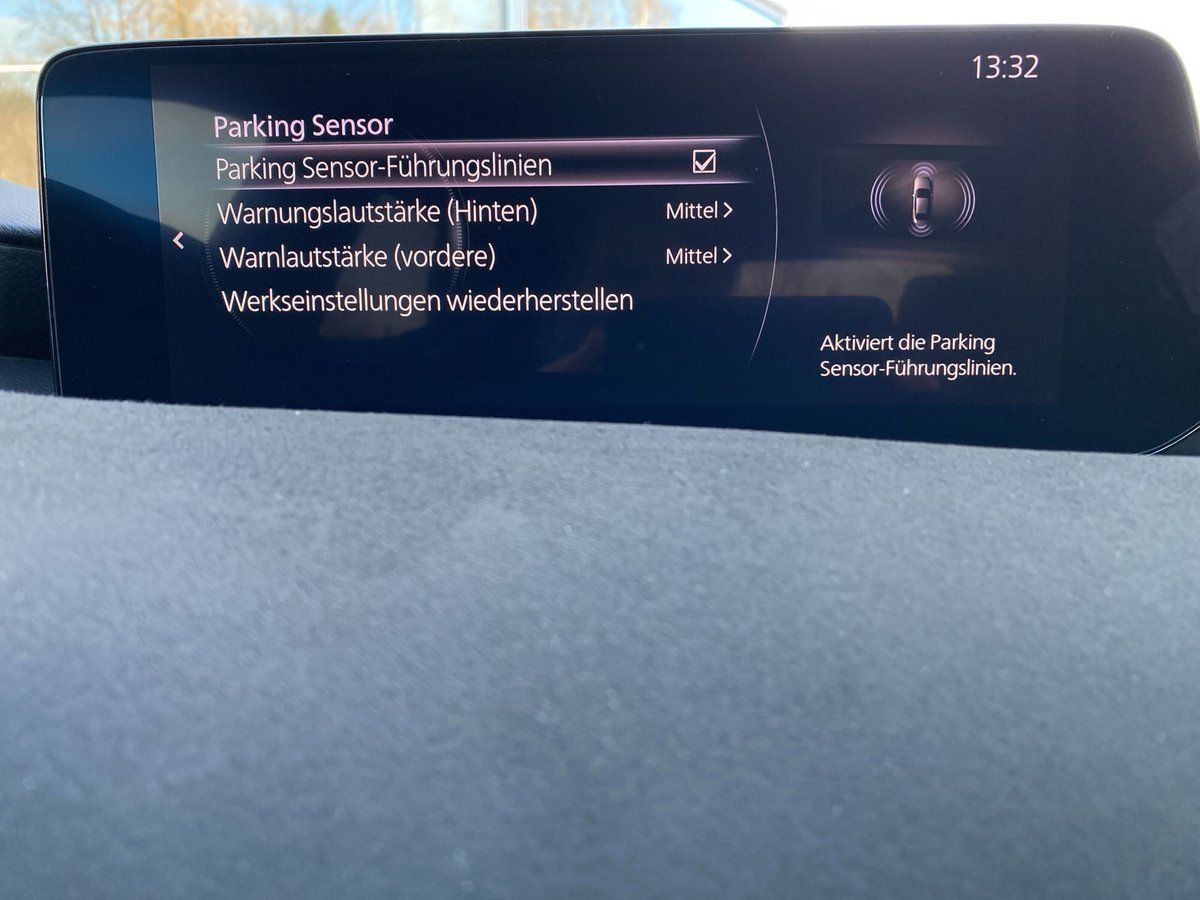 13:32
Parking Sensor
Parking Sensor-Führungslinien
Warnungslautstärke (Hinten) Mittel >
Warnlautstärke (vordere) Mittel >
Werkseinstellungen wiederherstellen
Aktiviert die Parking
Sensor-Führungslinien.